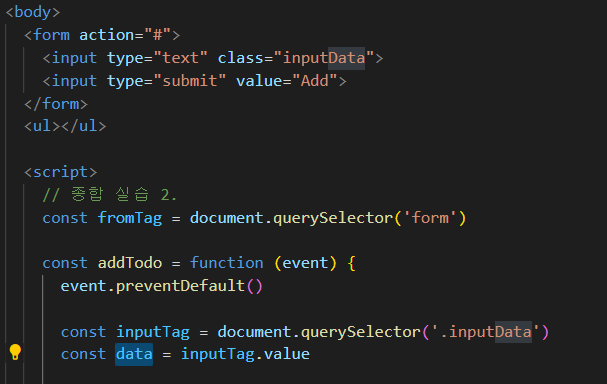 <body>
<form action="#">
<input type="text" class="inputData">
<input type="submit" value="Add">
</form>
<ul></ul>
<script>
// 종합 실습 2.
const fromTag = document.querySelector('form')
const addTodo = function (event) {
event.preventDefault()
const inputTag = document.querySelector('.inputData')
const data = inputTag.value